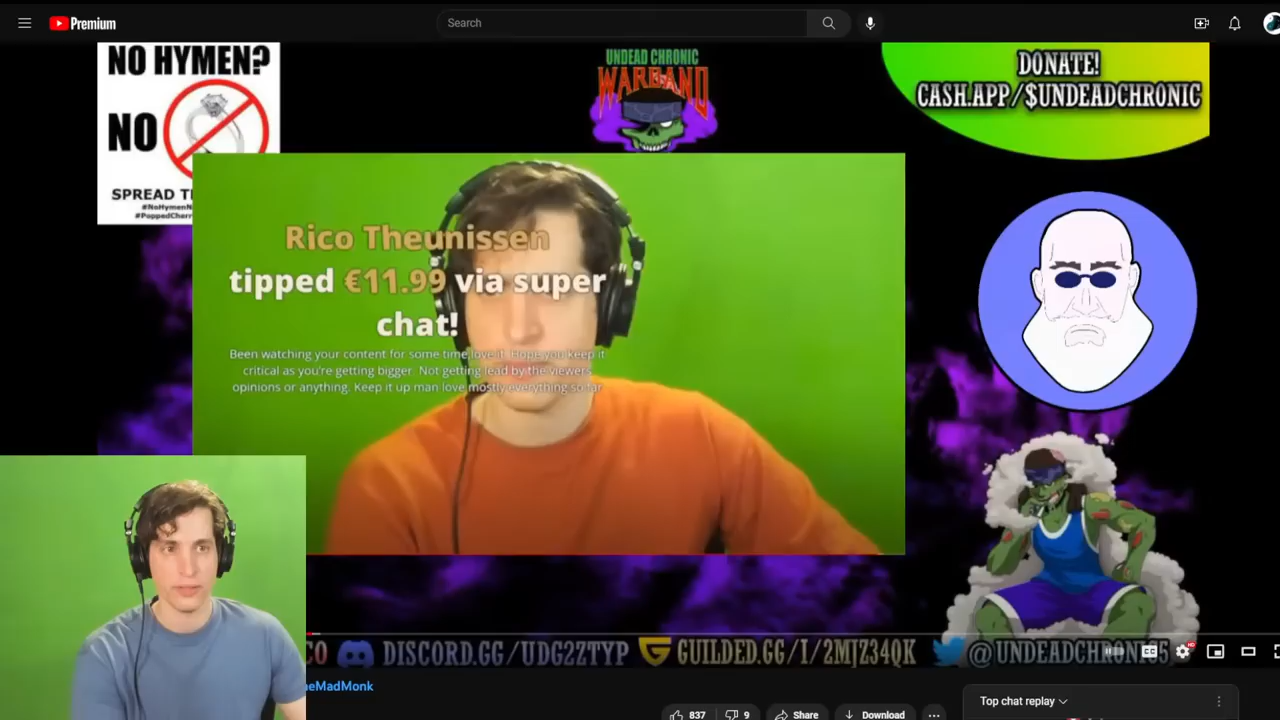 Premium
Search
NO HYMEN?
NO
SPREAD
UNDEAD CHRONIC
WARBAND
DONATE!
CASH.APP/$UNDEADCHRONIC
Rico Theunissen
tipped €11.99 via super
chat!
Been watching your content for some time,love it. Hope you keep it
critical as you're getting bigger. Not getting lead by the viewers
opinions or anything. Keep it up man love mostly everything so far
DISCORD.GG/UDG2ZTYP
GUILDED.GG/I/2MJZ34QK
@UNDEADCHRONIC5
CC
HD
eMadMonk
837
9
Share
Download
Top chat replay